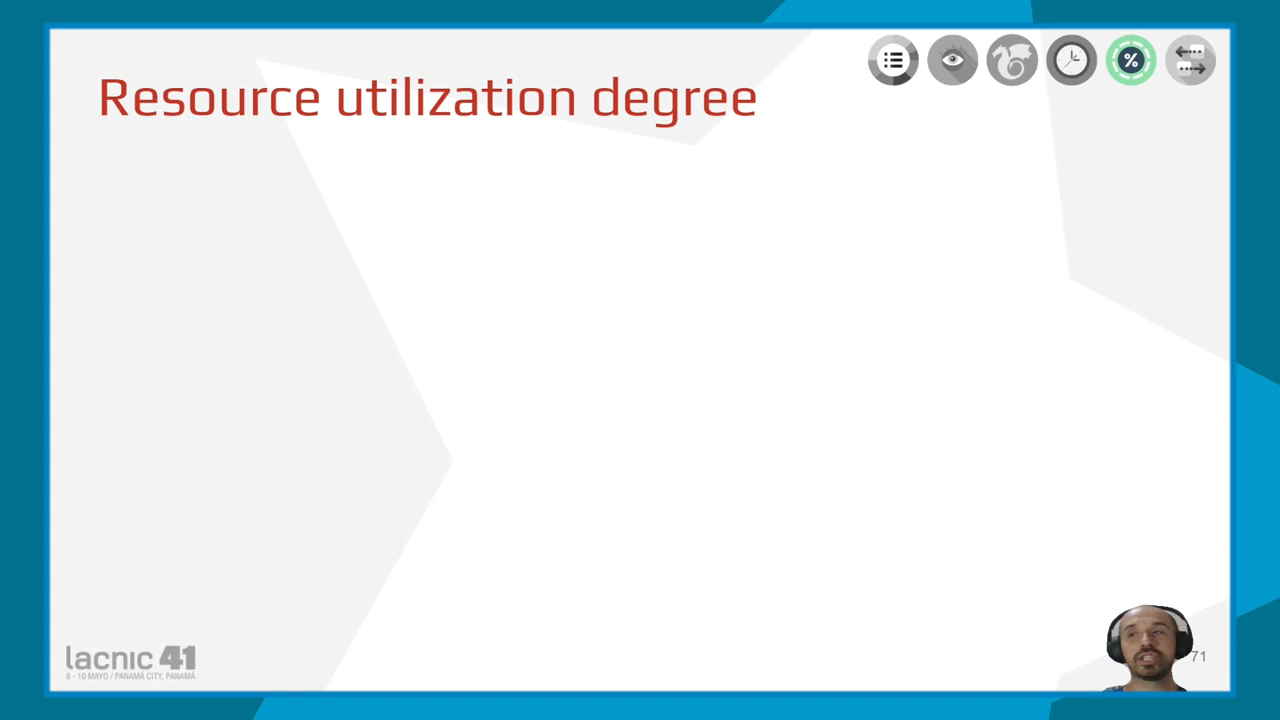 %
Resource utilization degree
lacnic 41
6 - 10 MAYO / PANAMÁ CITY, PANAMÁ
71